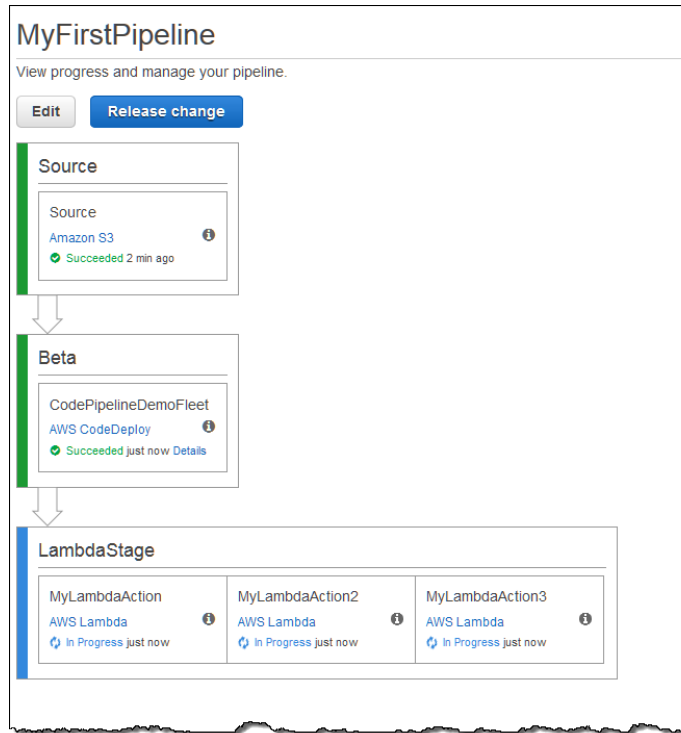 MyFirstPipeline
View progress and manage your pipeline.
Edit
Release change
Source
Source
Amazon S3
Succeeded 2 min ago
Beta
CodePipelineDemoFleet
AWS CodeDeploy
Succeeded just now Details
LambdaStage
MyLambdaAction
AWS Lambda
In Progress just now
MyLambdaAction2
AWS Lambda
In Progress just now
MyLambdaAction3
AWS Lambda
In Progress just now